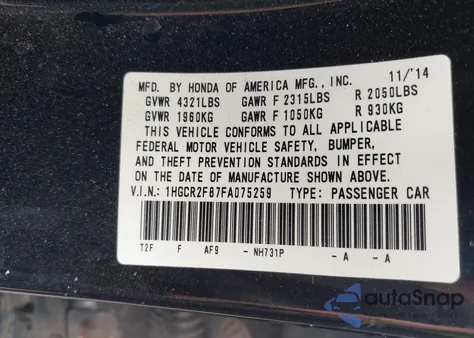 MFD. BY HONDA OF AMERICA MFG., INC. 11/'14
GVWR 4321LBS GAWR F 2315LBS R 2050LBS
GVWR 1960KG GAWR F 1050KG R 930KG
THIS VEHICLE CONFORMS TO ALL APPLICABLE
FEDERAL MOTOR VEHICLE SAFETY, BUMPER,
AND THEFT PREVENTION STANDARDS IN EFFECT
ON THE DATE OF MANUFACTURE SHOWN ABOVE.
V.I.N.: 1HGCR2F87FA075259 TYPE: PASSENGER CAR
T2F F AF9 - NH731P - A - A
autoSnap